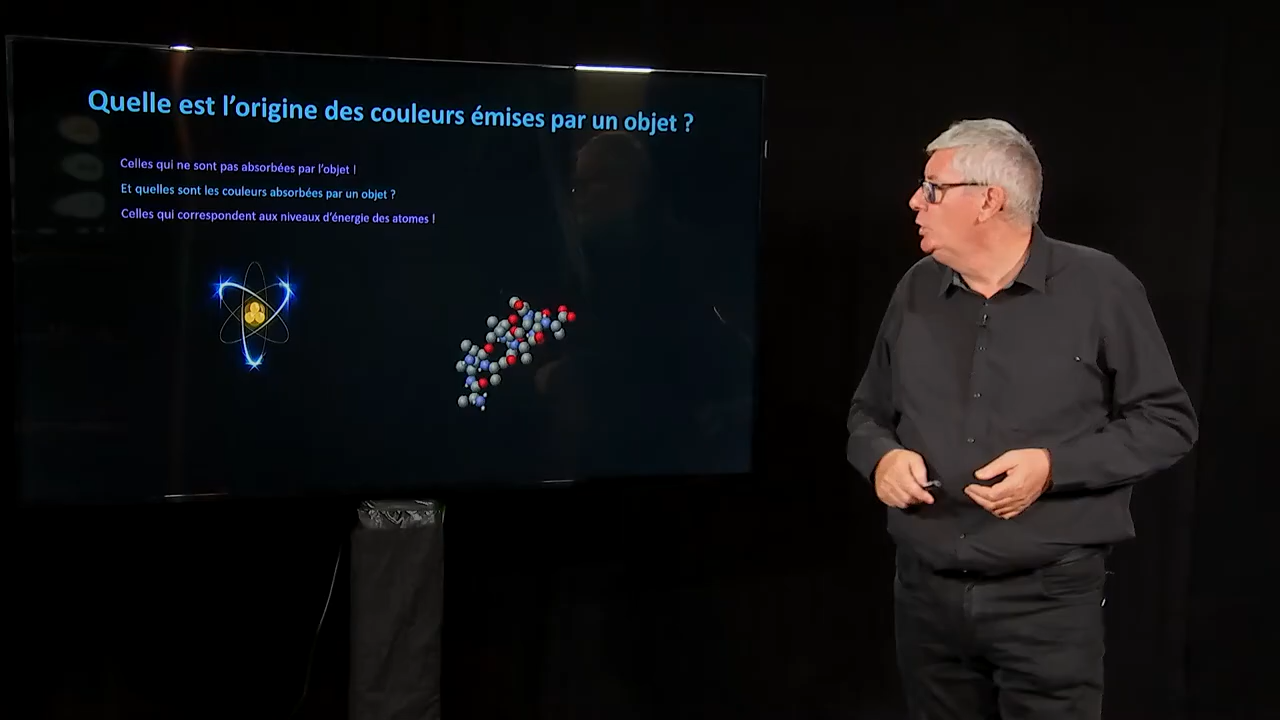 Quelle est l’origine des couleurs émises par un objet ?
Celles qui ne sont pas absorbées par l’objet !
Et quelles sont les couleurs absorbées par un objet ?
Celles qui correspondent aux niveaux d’énergie des atomes !